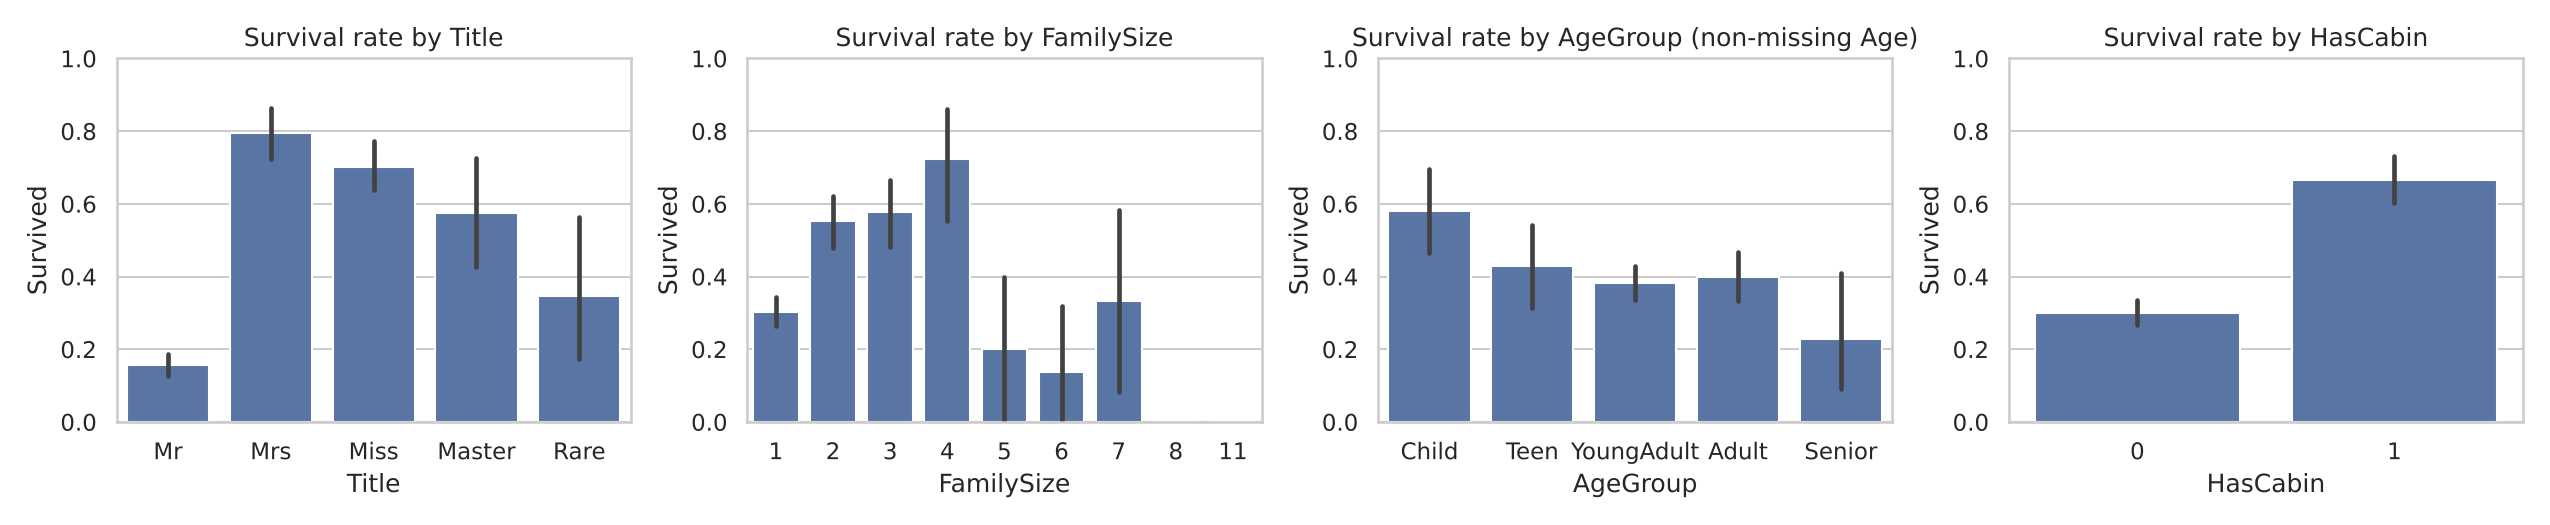 Survival rate by Title
1.0
0.8
0.6
0.4
0.2
0.0
Survived
Mr Mrs Miss Master Rare
Title
Survival rate by FamilySize
1.0
0.8
0.6
0.4
0.2
0.0
Survived
1 2 3 4 5 6 7 8 11
FamilySize
Survival rate by AgeGroup (non-missing Age)
1.0
0.8
0.6
0.4
0.2
0.0
Survived
Child Teen YoungAdult Adult Senior
AgeGroup
Survival rate by HasCabin
1.0
0.8
0.6
0.4
0.2
0.0
Survived
0 1
HasCabin